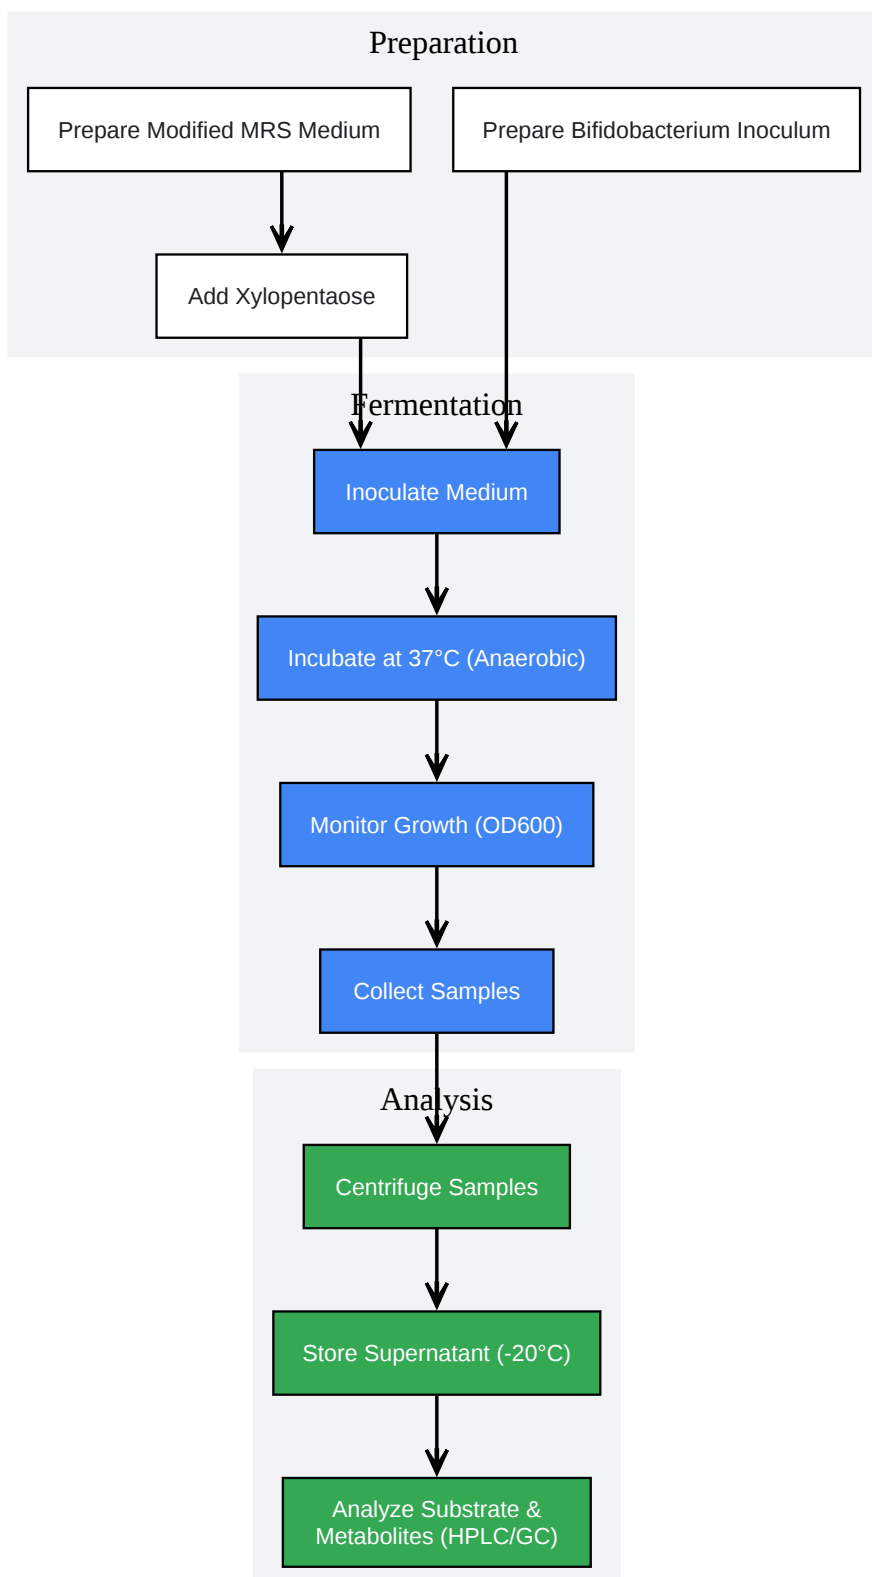 Preparation
Prepare Modified MRS Medium
Prepare Bifidobacterium Inoculum
Add Xylopentaose
Fermentation
Inoculate Medium
Incubate at 37°C (Anaerobic)
Monitor Growth (OD600)
Collect Samples
Analysis
Centrifuge Samples
Store Supernatant (-20°C)
Analyze Substrate &
Metabolites (HPLC/GC)